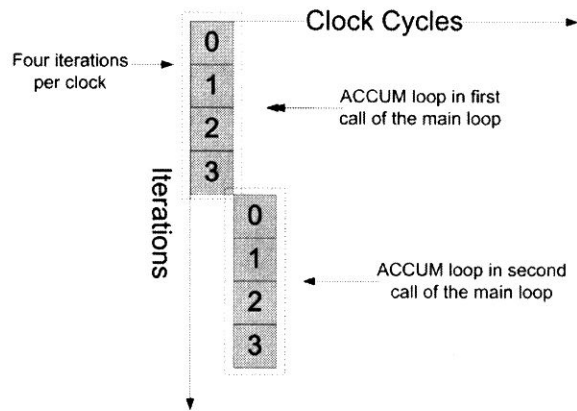 Clock Cycles
Four iterations
per clock
0
1
2
3
ACCUM loop in first
call of the main loop
Iterations
0
1
2
3
ACCUM loop in second
call of the main loop